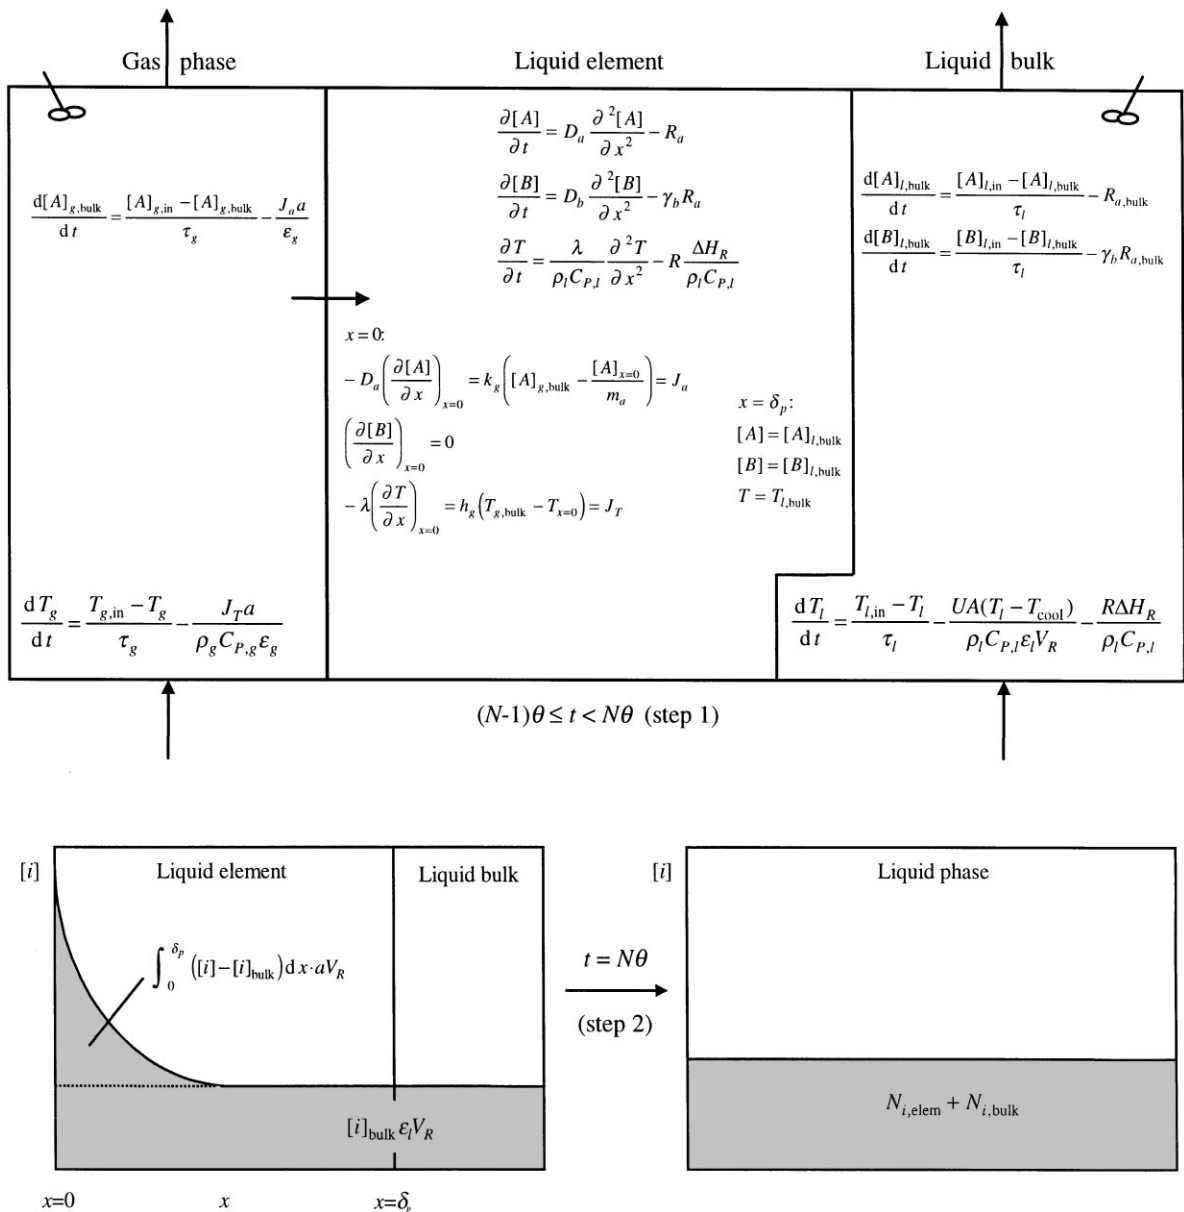 Gas phase
Liquid element
Liquid bulk
∂[A]/∂t = D_a ∂²[A]/∂x² − R_a
∂[B]/∂t = D_b ∂²[B]/∂x² − γ_b R_a
∂T/∂t = λ/(ρ_l C_{P,l}) ∂²T/∂x² − R ΔH_R/(ρ_l C_{P,l})
d[A]_{g,bulk}/dt = ([A]_{g,in} − [A]_{g,bulk})/τ_g − J_a a/ε_g
d[A]_{l,bulk}/dt = ([A]_{l,in} − [A]_{l,bulk})/τ_l − R_{a,bulk}
d[B]_{l,bulk}/dt = ([B]_{l,in} − [B]_{l,bulk})/τ_l − γ_b R_{a,bulk}
x = 0:
− D_a (∂[A]/∂x)_{x=0} = k_g ([A]_{g,bulk} − [A]_{x=0}/m_a) = J_a
(∂[B]/∂x)_{x=0} = 0
− λ (∂T/∂x)_{x=0} = h_g (T_{g,bulk} − T_{x=0}) = J_T
x = δ_p:
[A] = [A]_{l,bulk}
[B] = [B]_{l,bulk}
T = T_{l,bulk}
dT_g/dt = (T_{g,in} − T_g)/τ_g − J_T a/(ρ_g C_{P,g} ε_g)
dT_l/dt = (T_{l,in} − T_l)/τ_l − UA(T_l − T_cool)/(ρ_l C_{P,l} ε_l V_R) − RΔH_R/(ρ_l C_{P,l})
(N-1)θ ≤ t < Nθ (step 1)
[i]
Liquid element
Liquid bulk
∫_0^{δ_p} ([i]−[i]_bulk) dx·aV_R
[i]_bulk ε_l V_R
x=0
x
x=δ_p
t = Nθ
(step 2)
[i]
Liquid phase
N_{i,elem} + N_{i,bulk}